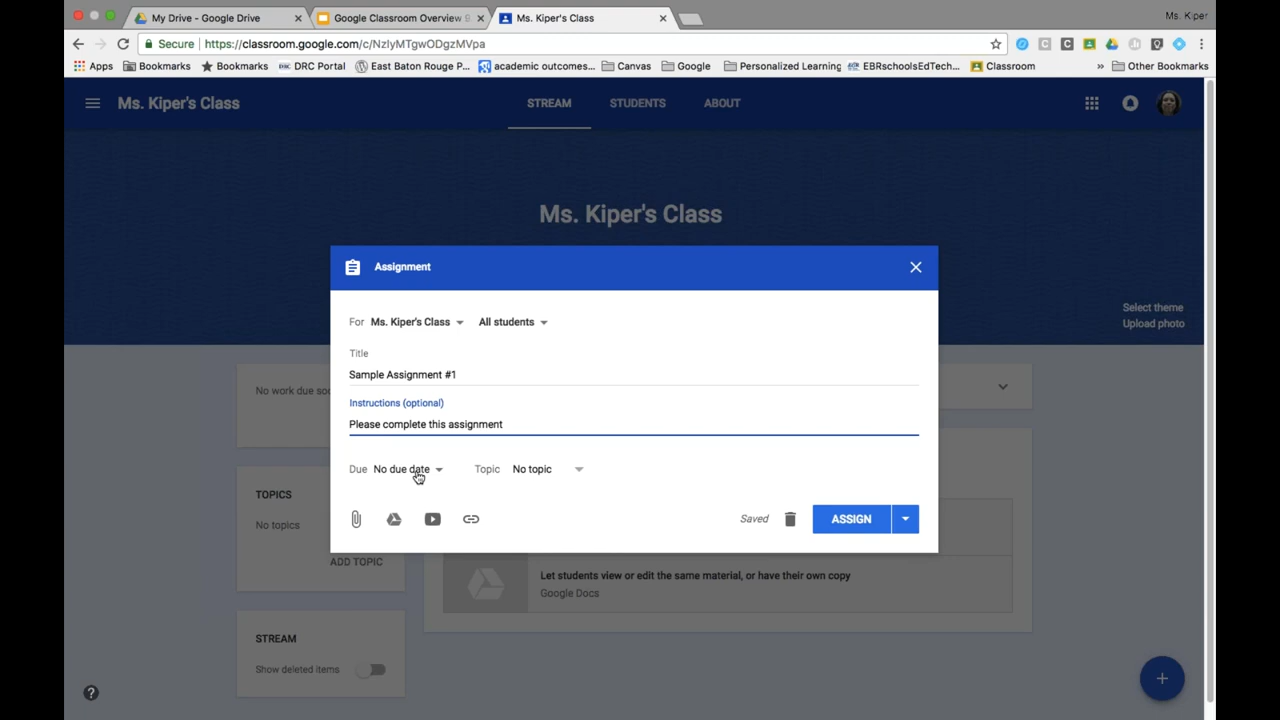 My Drive - Google Drive
Google Classroom Overview
Ms. Kiper's Class
Ms. Kiper
Secure
https://classroom.google.com/c/NzIyMTgwODgzMVpa
Apps Bookmarks Bookmarks DRC Portal East Baton Rouge P... academic outcomes... Canvas Google Personalized Learning EBRschoolsEdTech... Classroom » Other Bookmarks
Ms. Kiper's Class
STREAM STUDENTS ABOUT
Ms. Kiper's Class
Select theme
Upload photo
Assignment
For Ms. Kiper's Class All students
Title
Sample Assignment #1
Instructions (optional)
Please complete this assignment
Due No due date Topic No topic
Saved ASSIGN
No work due
TOPICS
No topics
ADD TOPIC
Let students view or edit the same material, or have their own copy
Google Docs
STREAM
Show deleted items